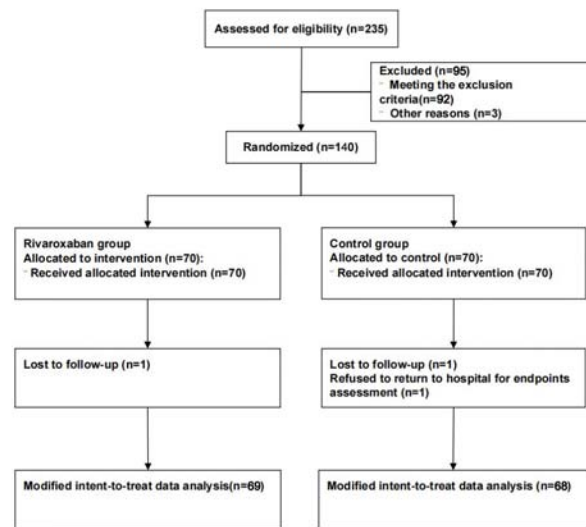 Assessed for eligibility (n=235)
Excluded (n=95)
- Meeting the exclusion
criteria(n=92)
- Other reasons (n=3)
Randomized (n=140)
Rivaroxaban group
Allocated to intervention (n=70):
- Received allocated intervention (n=70)
Control group
Allocated to control (n=70):
- Received allocated intervention (n=70)
Lost to follow-up (n=1)
Lost to follow-up (n=1)
Refused to return to hospital for endpoints
assessment (n=1)
Modified intent-to-treat data analysis(n=69)
Modified intent-to-treat data analysis (n=68)